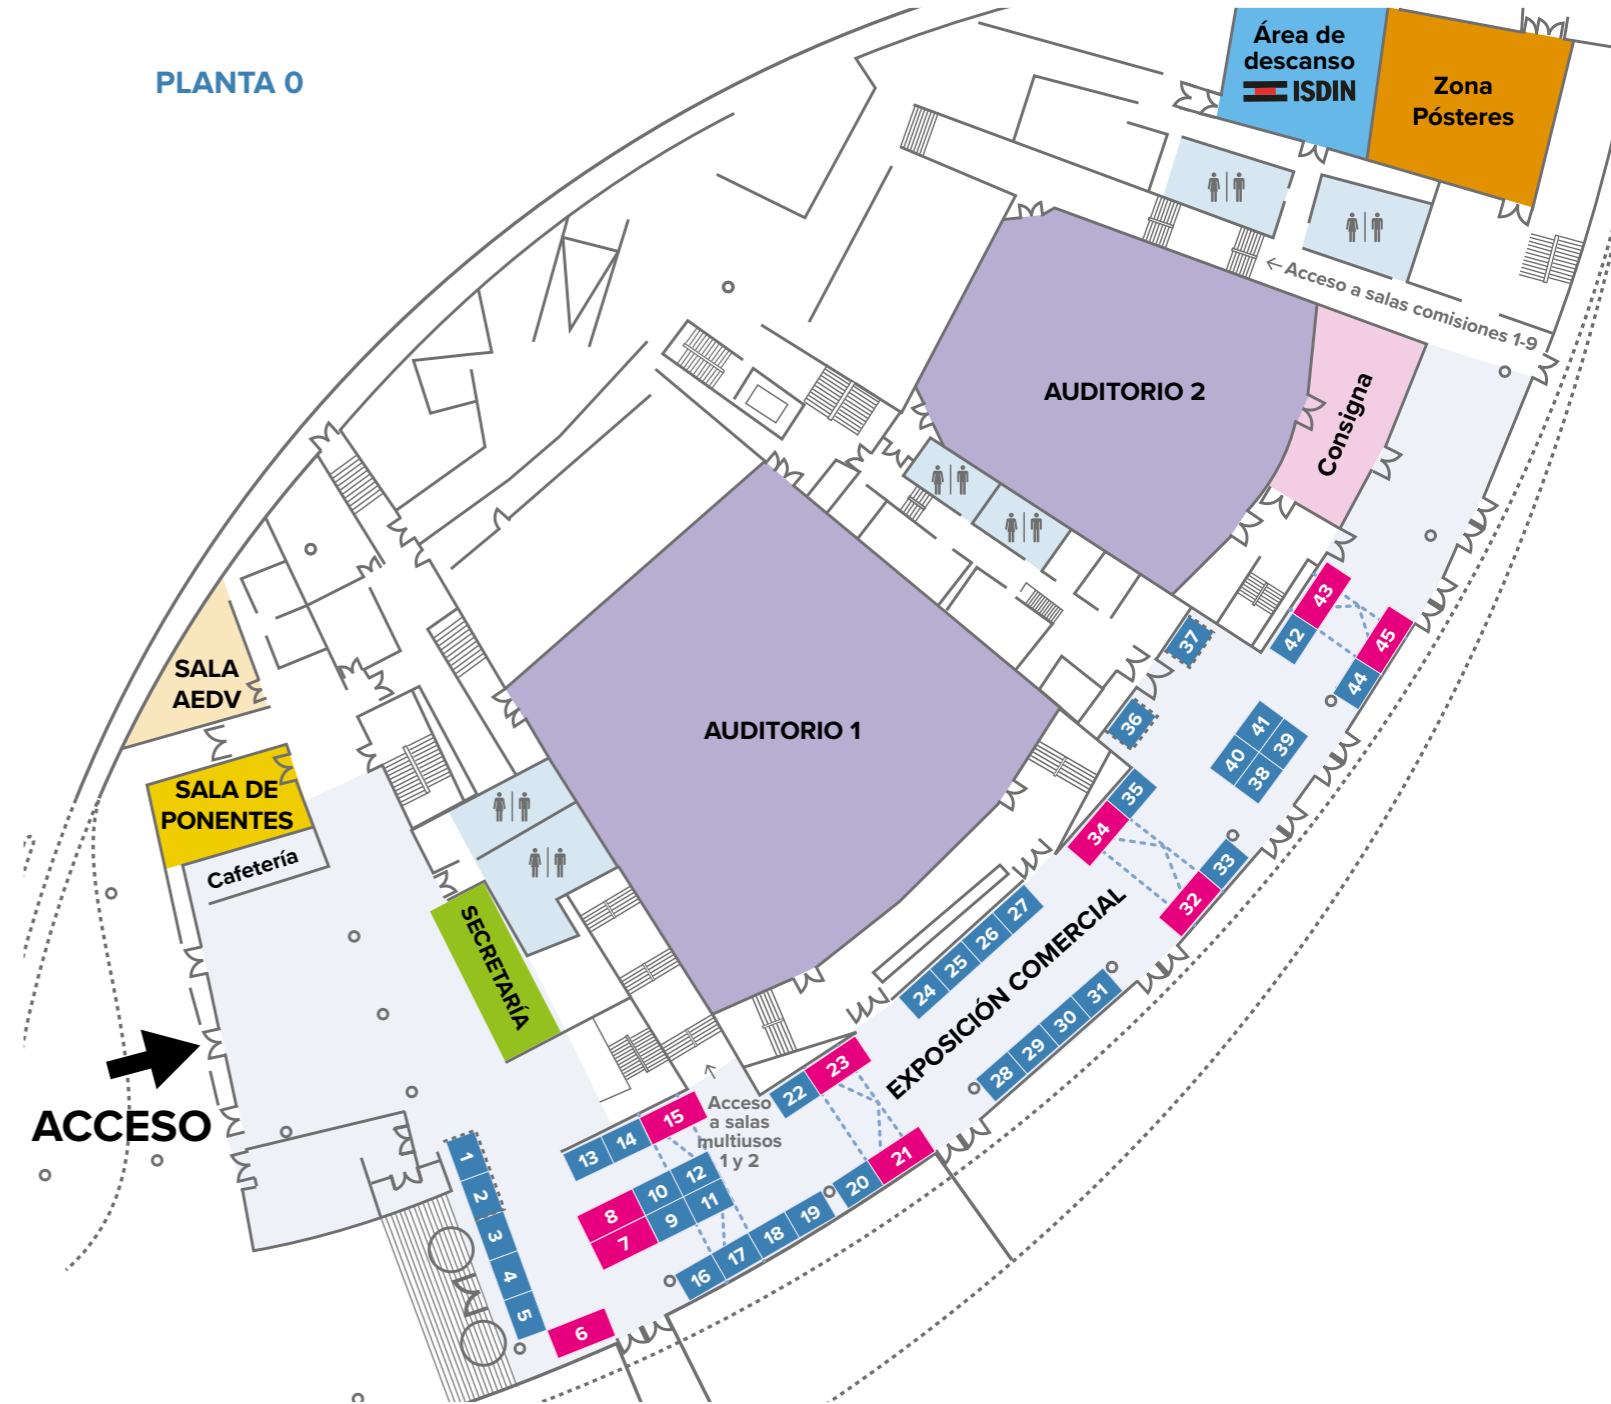 PLANTA 0
Área de
descanso
ISDIN
Zona
Pósteres
←Acceso a salas comisiones 1-9
AUDITORIO 2
Consigna
43
42
45
44
37
36
41
39
40
38
35
34
33
32
SALA
AEDV
AUDITORIO 1
SALA DE
PONENTES
Cafetería
SECRETARÍA
27
26
25
24
EXPOSICIÓN COMERCIAL
31
30
29
28
23
22
ACCESO
Acceso
a salas
multiusos
1 y 2
15
14
13
12
10
11
9
8
7
21
20
19
18
17
16
1
2
3
4
5
6